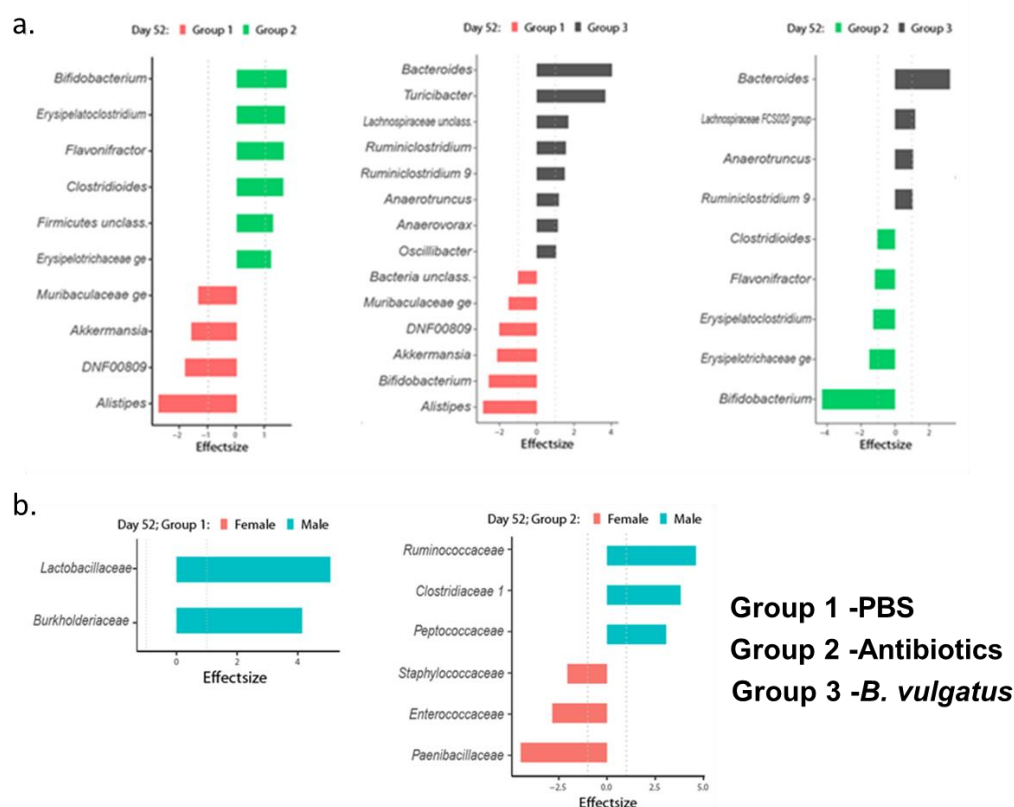 a.
Day 52: Group 1 Group 2
Bifidobacterium
Erysipelatoclostridium
Flavonifractor
Clostridioides
Firmicutes unclass.
Erysipelotrichaceae ge
Muribaculaceae ge
Akkermansia
DNF00809
Alistipes
−2 −1 0 1
Effectsize
Day 52: Group 1 Group 3
Bacteroides
Turicibacter
Lachnospiraceae unclass.
Ruminiclostridium
Ruminiclostridium 9
Anaerotruncus
Anaerovorax
Oscillibacter
Bacteria unclass.
Muribaculaceae ge
DNF00809
Akkermansia
Bifidobacterium
Alistipes
−2 0 2 4
Effectsize
Day 52: Group 2 Group 3
Bacteroides
Lachnospiraceae FCS020 group
Anaerotruncus
Ruminiclostridium 9
Clostridioides
Flavonifractor
Erysipelatoclostridium
Erysipelotrichaceae ge
Bifidobacterium
−4 −2 0 2
Effectsize
b.
Day 52; Group 1: Female Male
Lactobacillaceae
Burkholderiaceae
0 2 4
Effectsize
Day 52; Group 2: Female Male
Ruminococcaceae
Clostridiaceae 1
Peptococcaceae
Staphylococcaceae
Enterococcaceae
Paenibacillaceae
−2.5 0.0 2.5 5.0
Effectsize
Group 1 -PBS
Group 2 -Antibiotics
Group 3 -B. vulgatus